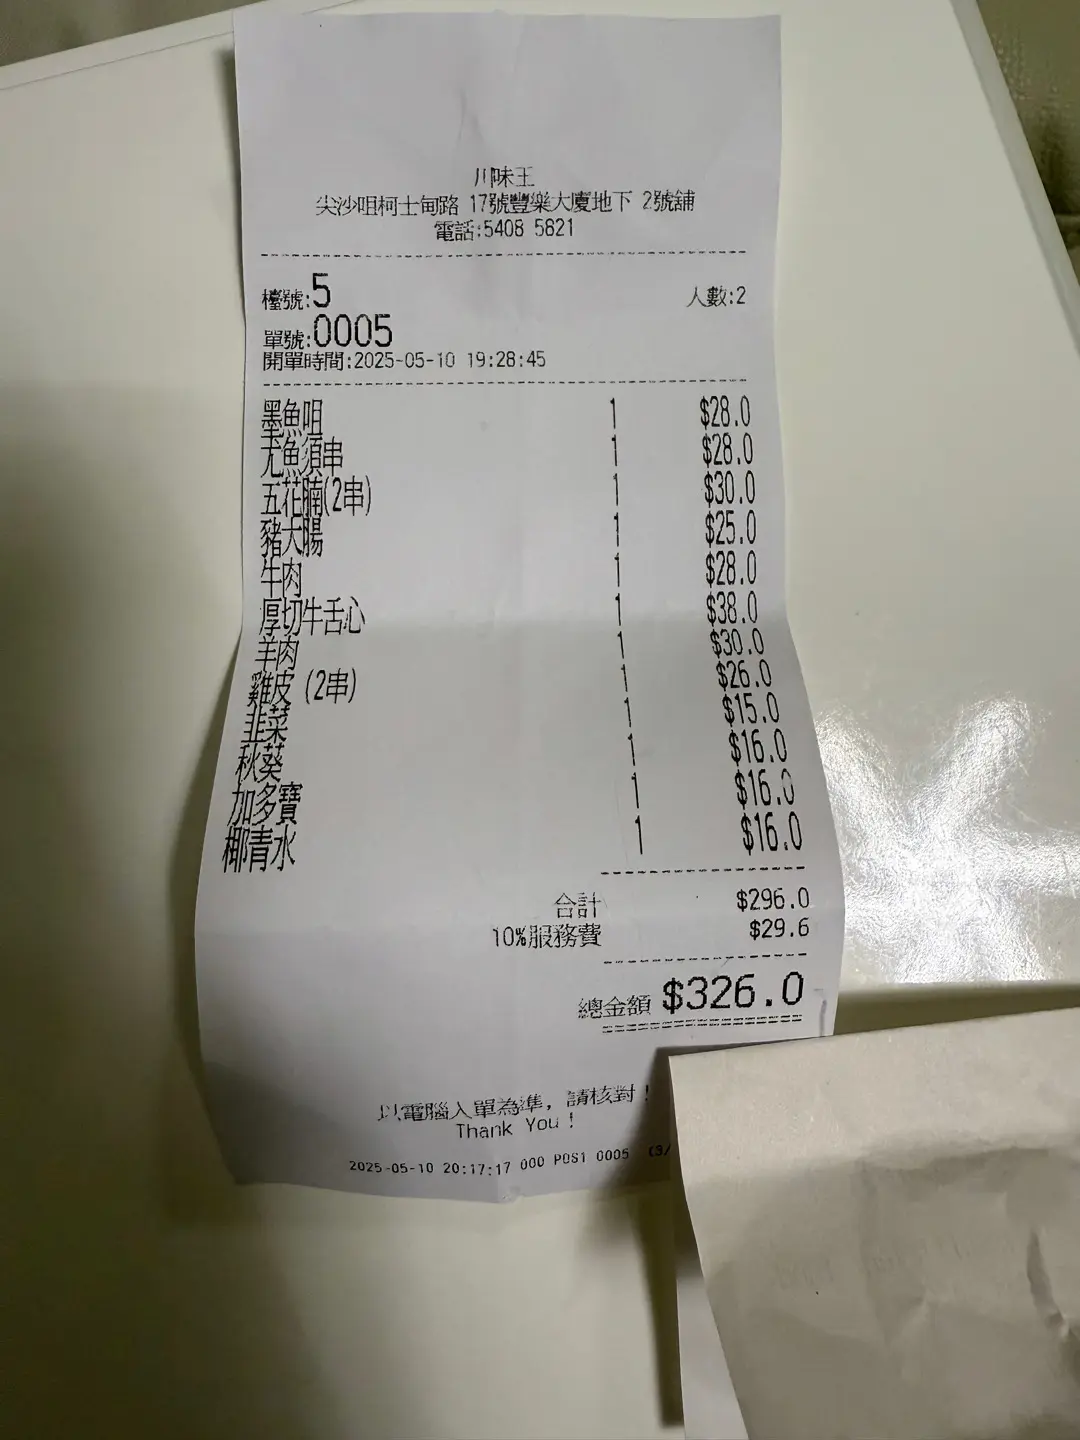 川味王
尖沙咀柯士甸路 17號豐樂大廈地下 2號舖
電話:5408 5821
檯號:5 人數:2
單號:0005
開單時間:2025-05-10 19:28:45
墨魚咀 1 $28.0
尤魚須串 1 $28.0
五花腩(2串) 1 $30.0
豬大腸 1 $25.0
牛肉 1 $28.0
厚切牛舌心 1 $38.0
羊肉 1 $30.0
雞皮 (2串) 1 $26.0
韭菜 1 $15.0
秋葵 1 $16.0
加多寶 1 $16.0
椰青水 1 $16.0
合計 $296.0
10%服務費 $29.6
總金額 $326.0
以電腦入單為準, 請核對!
Thank You !
2025-05-10 20:17:17 000 POS1 0005 (3/